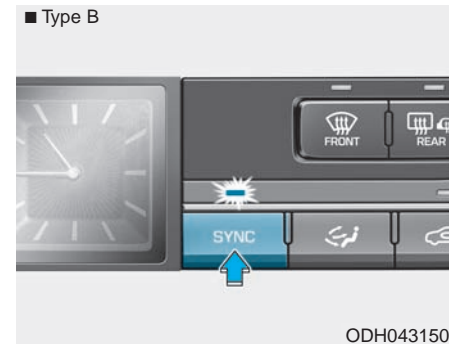 ■ Type B
FRONT
REAR
SYNC
ODH043150